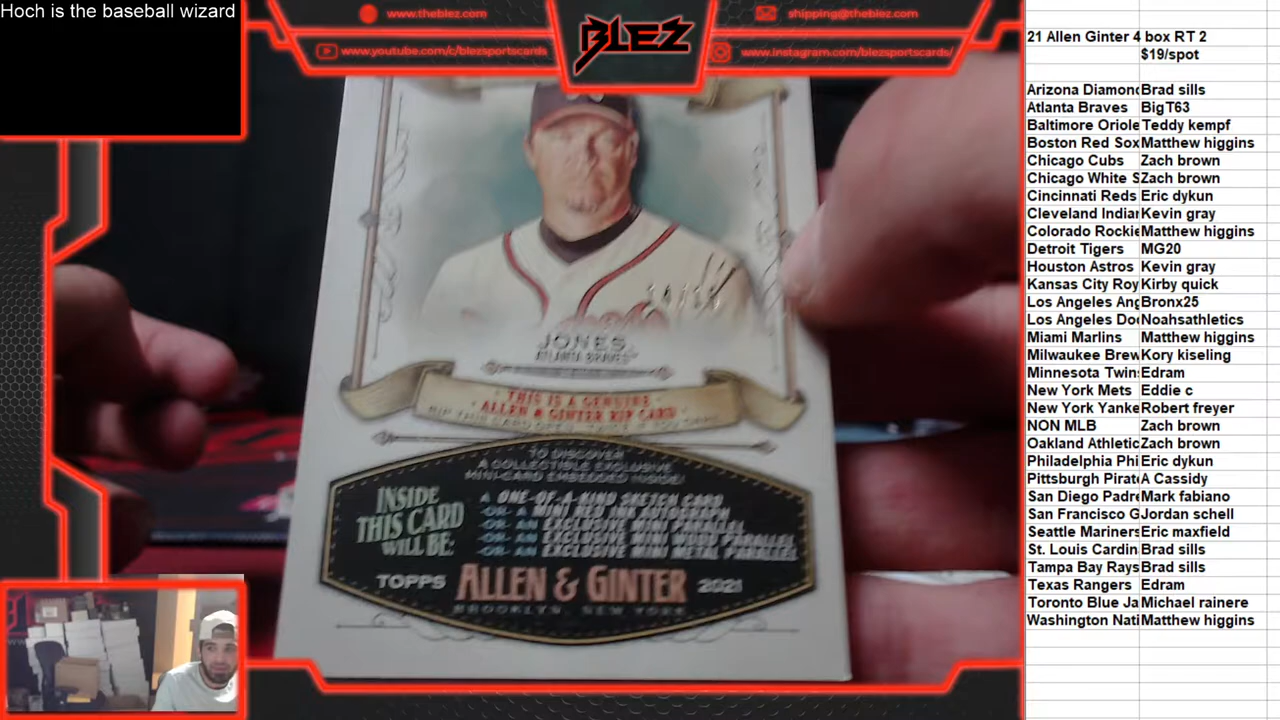 Hoch is the baseball wizard
www.theblez.com
shipping@theblez.com
BLEZ
www.youtube.com/c/blezsportscards
www.instagram.com/blezsportscards/
JONES
ATLANTA BRAVES
THIS IS A GENUINE
ALLEN & GINTER RIP CARD
TO DISCOVER
A COLLECTIBLE EXCLUSIVE
MINI-CARD EMBEDDED INSIDE!
INSIDE
THIS CARD
WILL BE:
A ONE-OF-A-KIND SKETCH CARD
-OR- A MINI RED INK AUTOGRAPH
-OR- AN EXCLUSIVE MINI PARALLEL
-OR- AN EXCLUSIVE MINI WOOD PARALLEL
-OR- AN EXCLUSIVE MINI METAL PARALLEL
TOPPS ALLEN & GINTER 2021
BROOKLYN, NEW YORK
21 Allen Ginter 4 box RT 2
$19/spot
Arizona Diamond Brad sills
Atlanta Braves BigT63
Baltimore Oriole Teddy kempf
Boston Red Sox Matthew higgins
Chicago Cubs Zach brown
Chicago White S Zach brown
Cincinnati Reds Eric dykun
Cleveland Indian Kevin gray
Colorado Rockie Matthew higgins
Detroit Tigers MG20
Houston Astros Kevin gray
Kansas City Roy Kirby quick
Los Angeles Ang Bronx25
Los Angeles Dod Noahsathletics
Miami Marlins Matthew higgins
Milwaukee Brew Kory kiseling
Minnesota Twins Edram
New York Mets Eddie c
New York Yanke Robert freyer
NON MLB Zach brown
Oakland Athletic Zach brown
Philadelphia Phi Eric dykun
Pittsburgh Pirat A Cassidy
San Diego Padre Mark fabiano
San Francisco G Jordan schell
Seattle Mariners Eric maxfield
St. Louis Cardin Brad sills
Tampa Bay Rays Brad sills
Texas Rangers Edram
Toronto Blue Ja Michael rainere
Washington Nati Matthew higgins